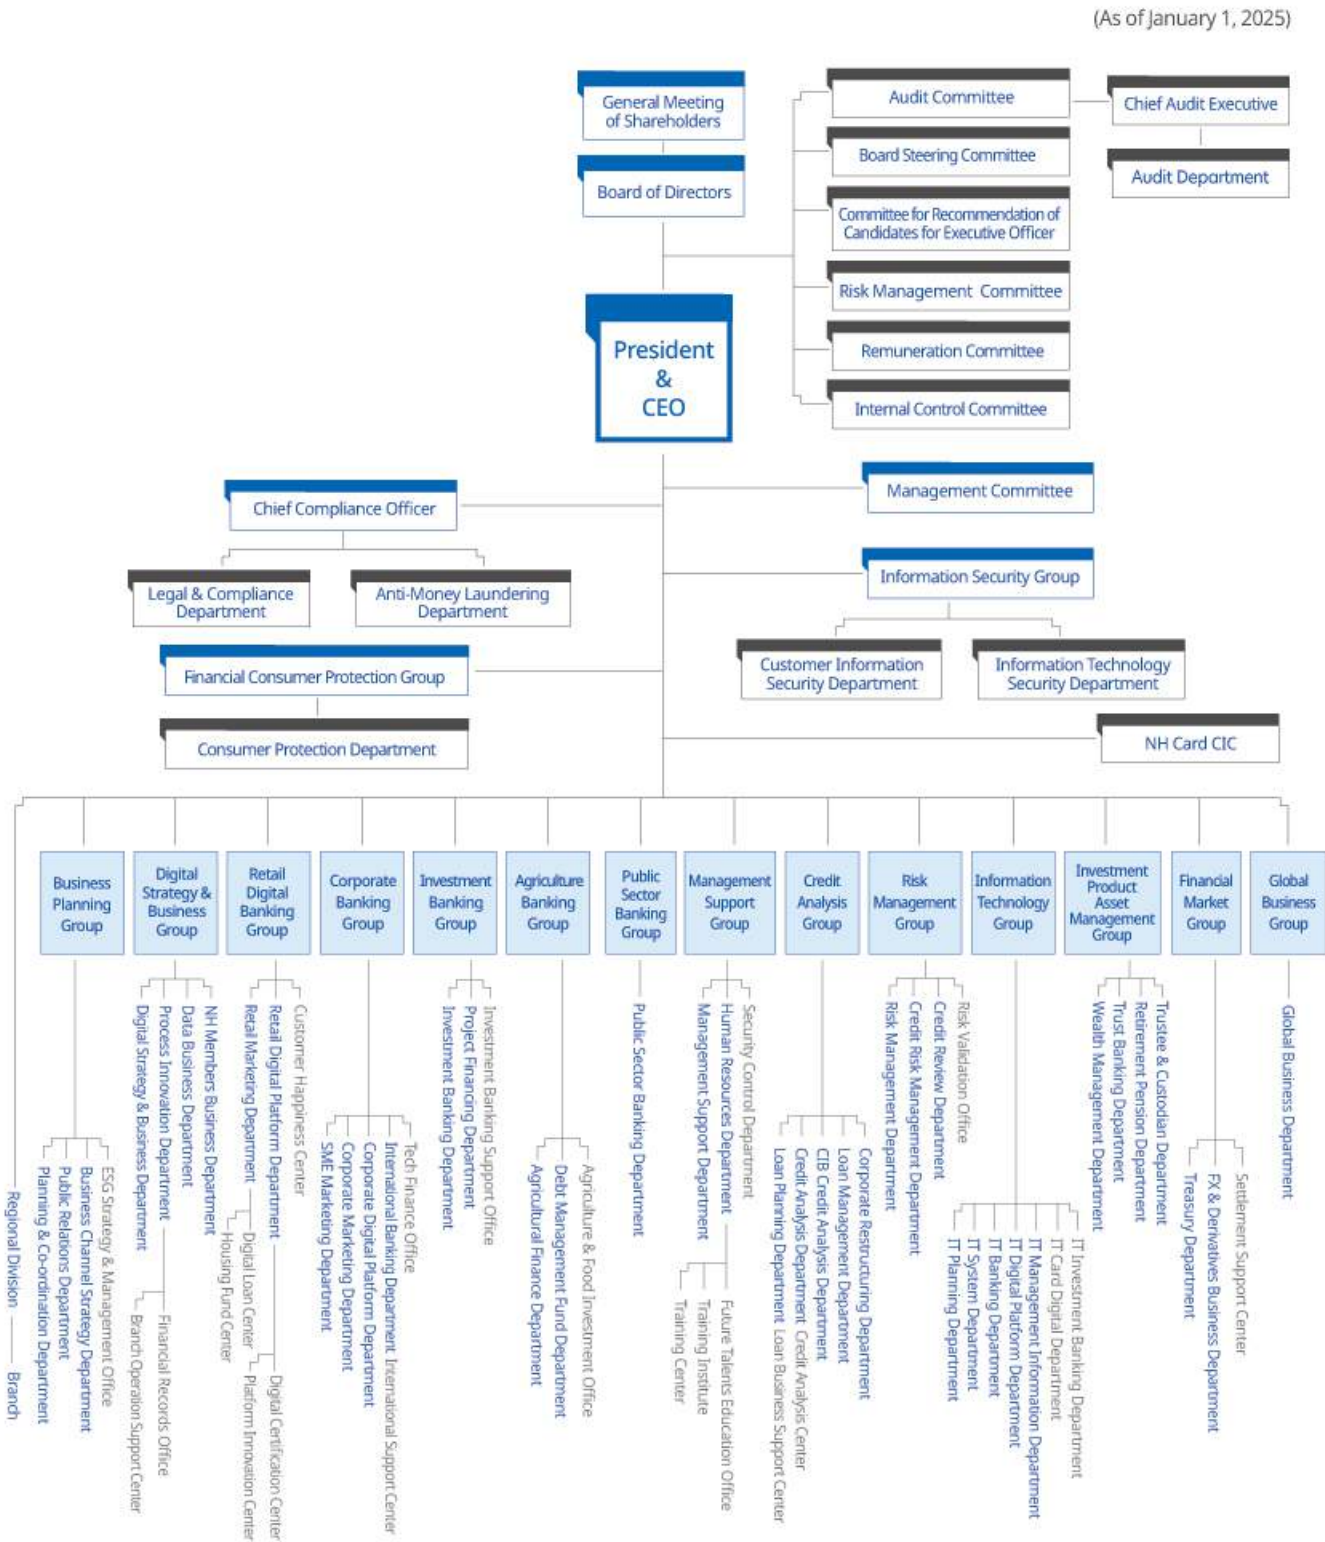 (As of January 1, 2025)
General Meeting
of Shareholders
Board of Directors
Audit Committee
Chief Audit Executive
Audit Department
Board Steering Committee
Committee for Recommendation of
Candidates for Executive Officer
Risk Management Committee
Remuneration Committee
Internal Control Committee
President
&
CEO
Management Committee
Chief Compliance Officer
Legal & Compliance
Department
Anti-Money Laundering
Department
Information Security Group
Customer Information
Security Department
Information Technology
Security Department
Financial Consumer Protection Group
Consumer Protection Department
NH Card CIC
Business
Planning
Group
Digital
Strategy &
Business
Group
Retail
Digital
Banking
Group
Corporate
Banking
Group
Investment
Banking
Group
Agriculture
Banking
Group
Public
Sector
Banking
Group
Management
Support
Group
Credit
Analysis
Group
Risk
Management
Group
Information
Technology
Group
Investment
Product
Asset
Management
Group
Financial
Market
Group
Global
Business
Group
Regional Division
Branch
Planning & Co-ordination Department
Public Relations Department
Business Channel Strategy Department
ESG Strategy & Management Office
Digital Strategy & Business Department
Process Innovation Department
Data Business Department
NH Members Business Department
Branch Operation Support Center
Financial Records Office
Retail Marketing Department
Retail Digital Platform Department
Customer Happiness Center
Housing Fund Center
Digital Loan Center
Platform Innovation Center
Digital Certification Center
SME Marketing Department
Corporate Marketing Department
Corporate Digital Platform Department
International Banking Department
International Support Center
Tech Finance Office
Investment Banking Department
Project Financing Department
Investment Banking Support Office
Agricultural Finance Department
Debt Management Fund Department
Agriculture & Food Investment Office
Public Sector Banking Department
Management Support Department
Human Resources Department
Security Control Department
Training Center
Training Institute
Future Talents Education Office
Loan Planning Department
Loan Business Support Center
Credit Analysis Department
Credit Analysis Center
CIB Credit Analysis Department
Loan Management Department
Corporate Restructuring Department
Risk Management Department
Credit Risk Management Department
Credit Review Department
Risk Validation Office
IT Planning Department
IT System Department
IT Banking Department
IT Digital Platform Department
IT Management Information Department
IT Card Digital Department
IT Investment Banking Department
Wealth Management Department
Trust Banking Department
Retirement Pension Department
Trustee & Custodian Department
Treasury Department
FX & Derivatives Business Department
Settlement Support Center
Global Business Department